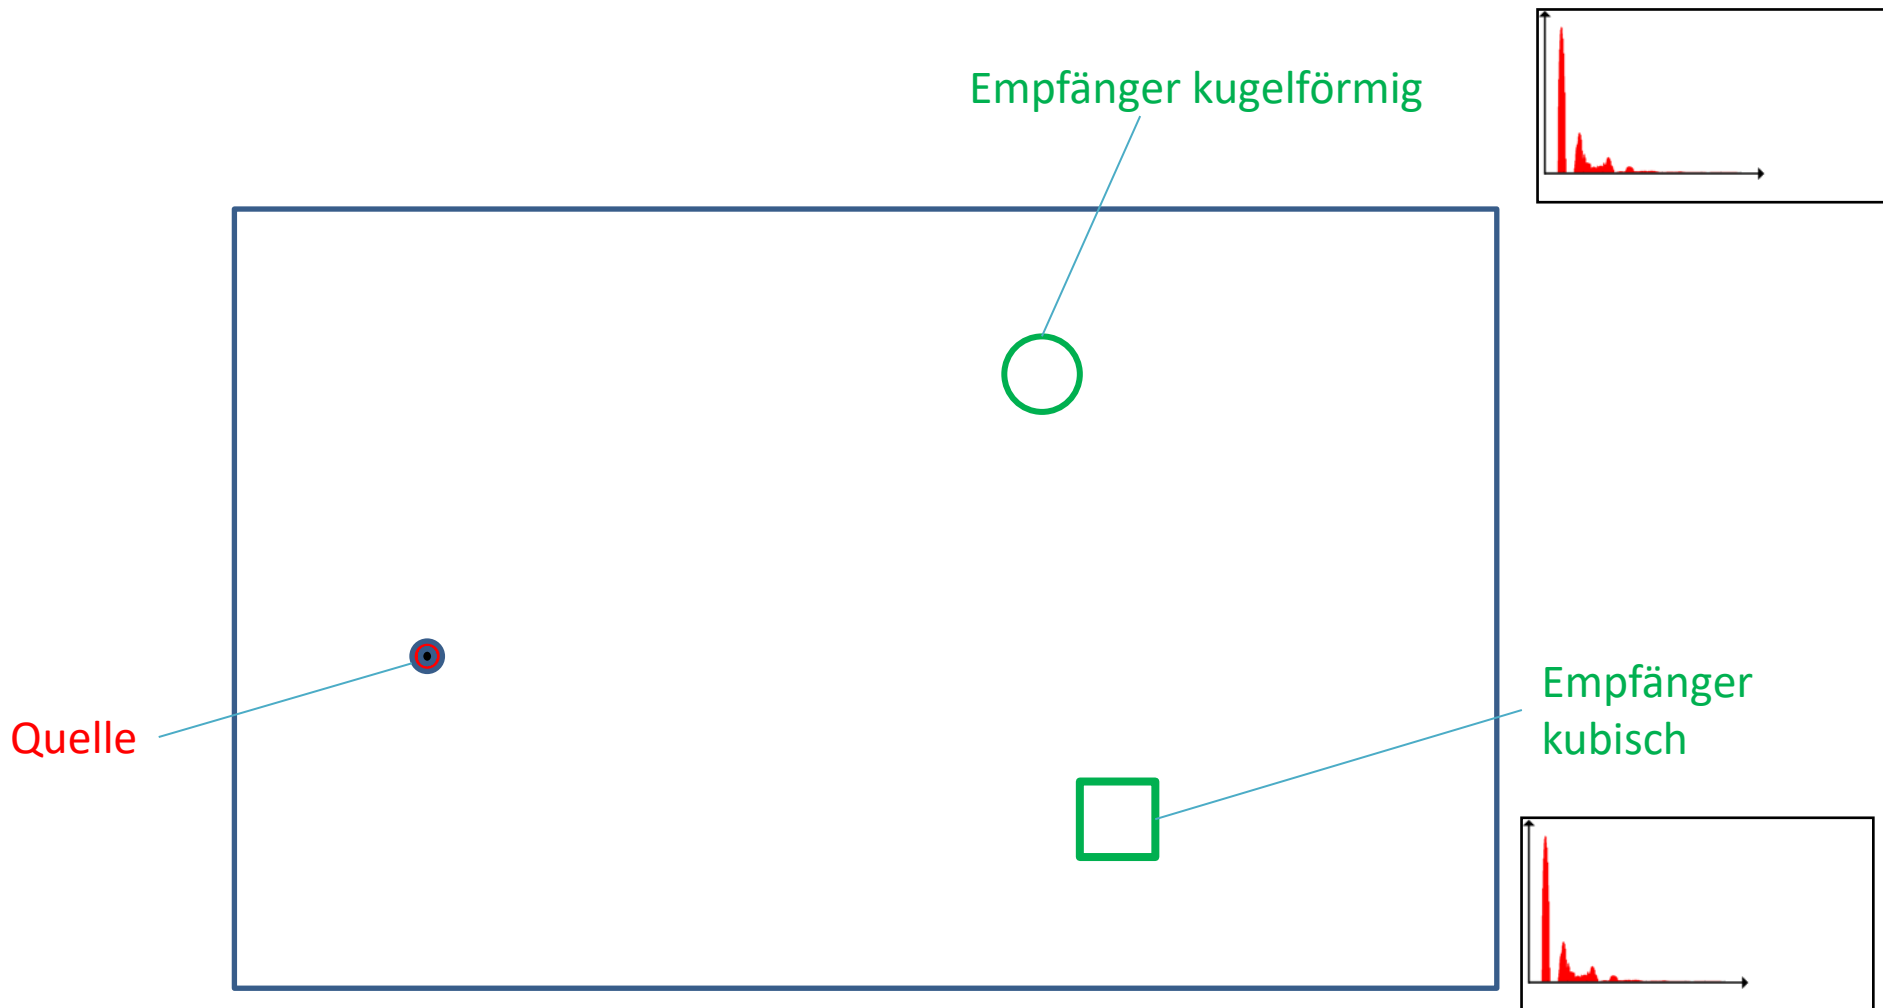 Empfänger kugelförmig
Empfänger
kubisch
Quelle